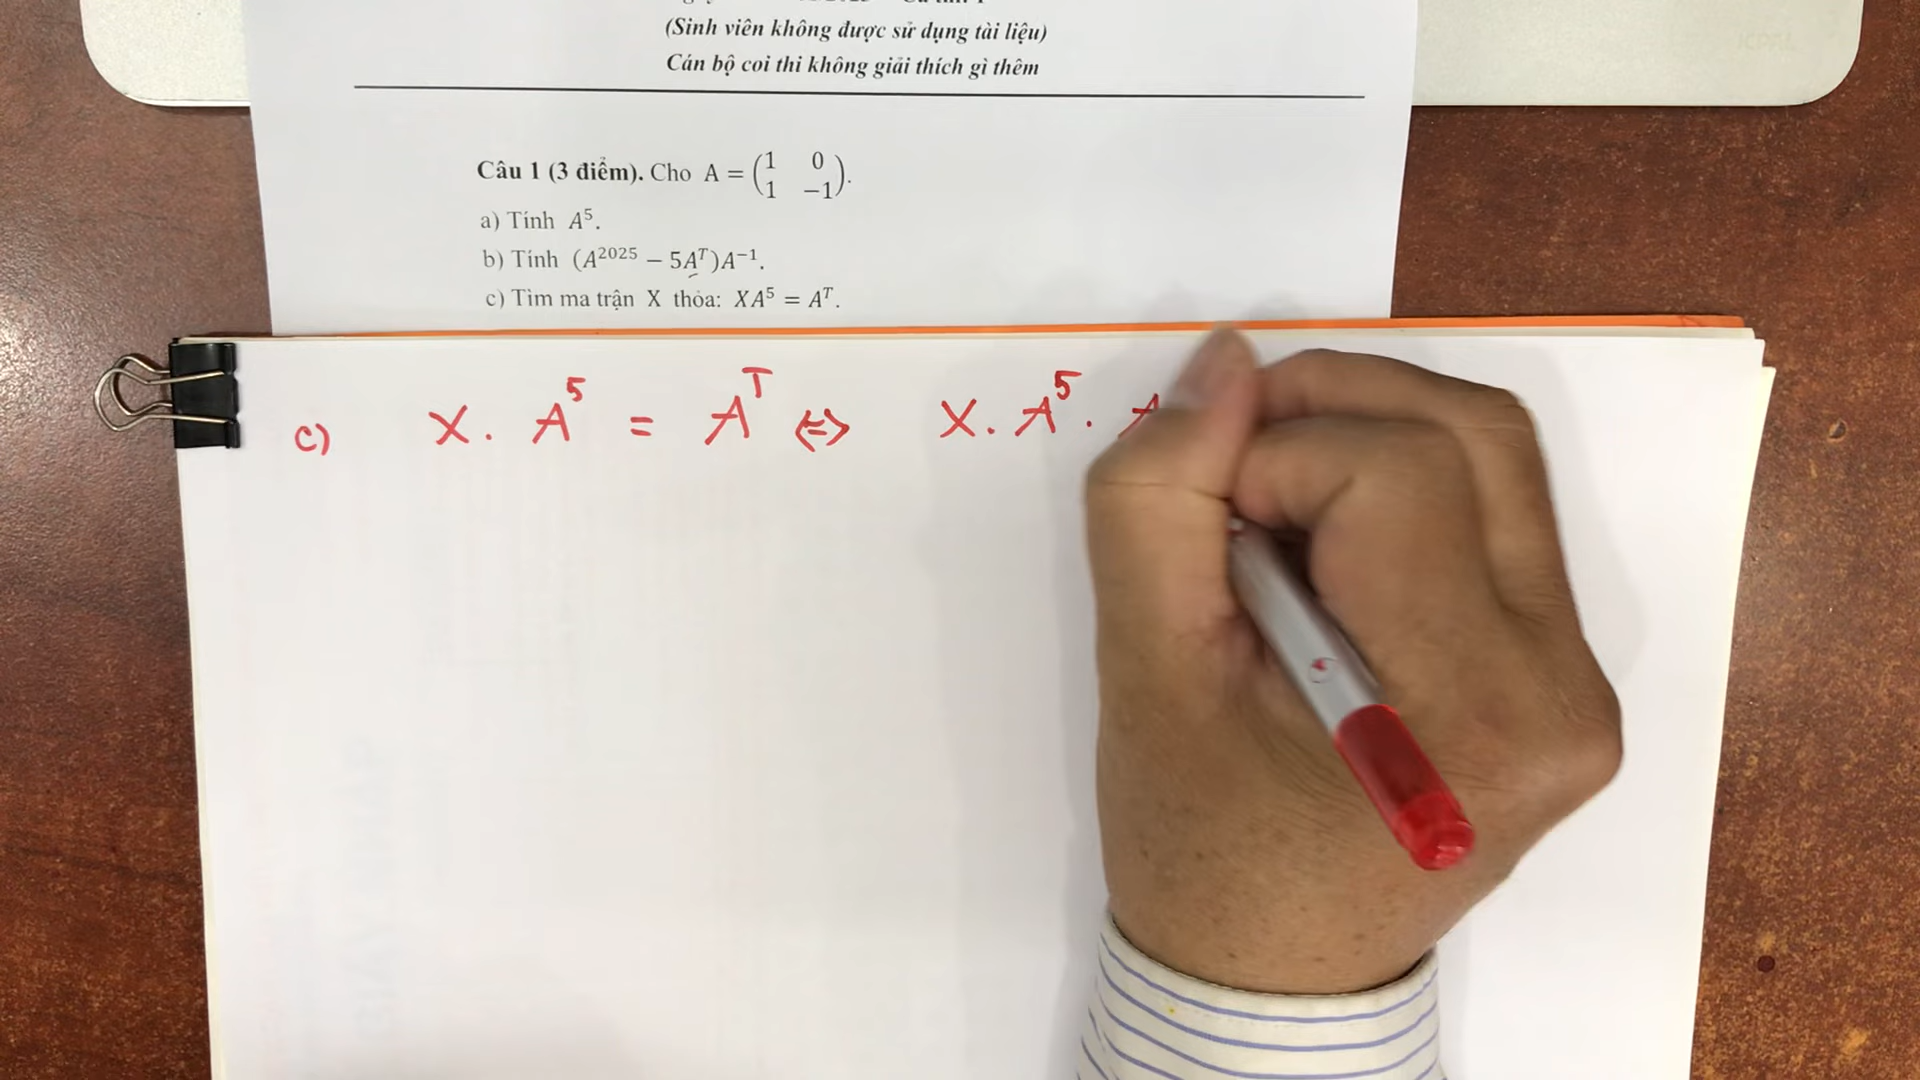 (Sinh viên không được sử dụng tài liệu)
Cán bộ coi thi không giải thích gì thêm
Câu 1 (3 điểm). Cho A = (1 0
1 −1).
a) Tính A⁵.
b) Tính (A²⁰²⁵ − 5Aᵀ)A⁻¹.
c) Tìm ma trận X thỏa: XA⁵ = Aᵀ.
c) X. A⁵ = Aᵀ ⇔ X. A⁵. A